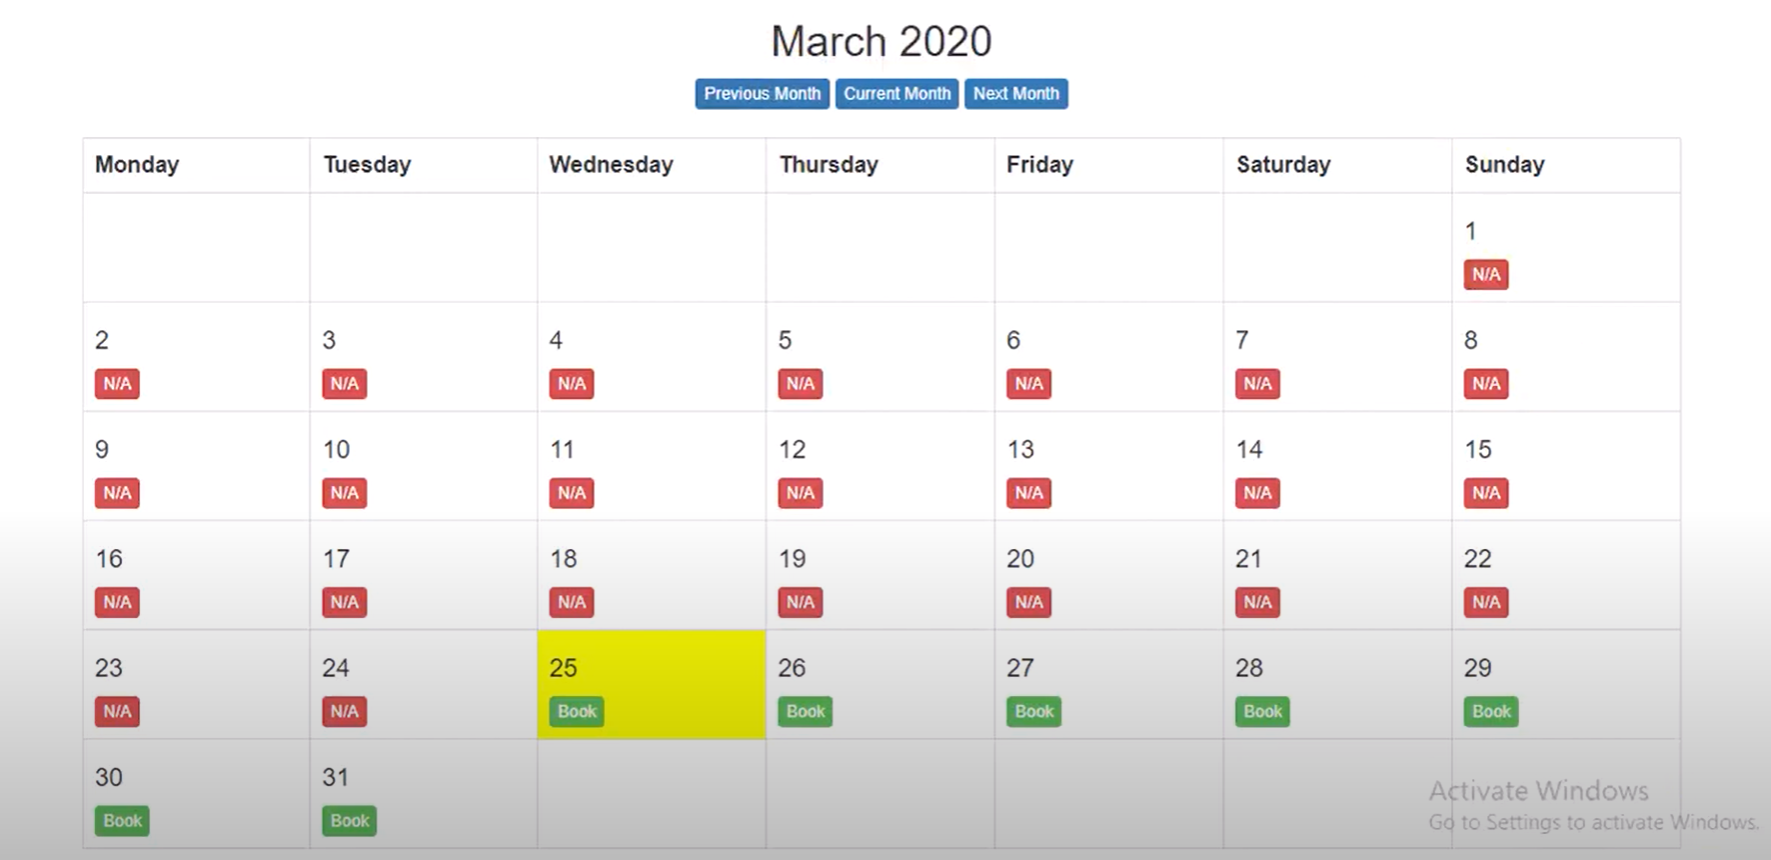 March 2020
Previous Month Current Month Next Month
Monday Tuesday Wednesday Thursday Friday Saturday Sunday
1
N/A
2 3 4 5 6 7 8
N/A N/A N/A N/A N/A N/A N/A
9 10 11 12 13 14 15
N/A N/A N/A N/A N/A N/A N/A
16 17 18 19 20 21 22
N/A N/A N/A N/A N/A N/A N/A
23 24 25 26 27 28 29
N/A N/A Book Book Book Book Book
30 31
Book Book
Activate Windows
Go to Settings to activate Windows.